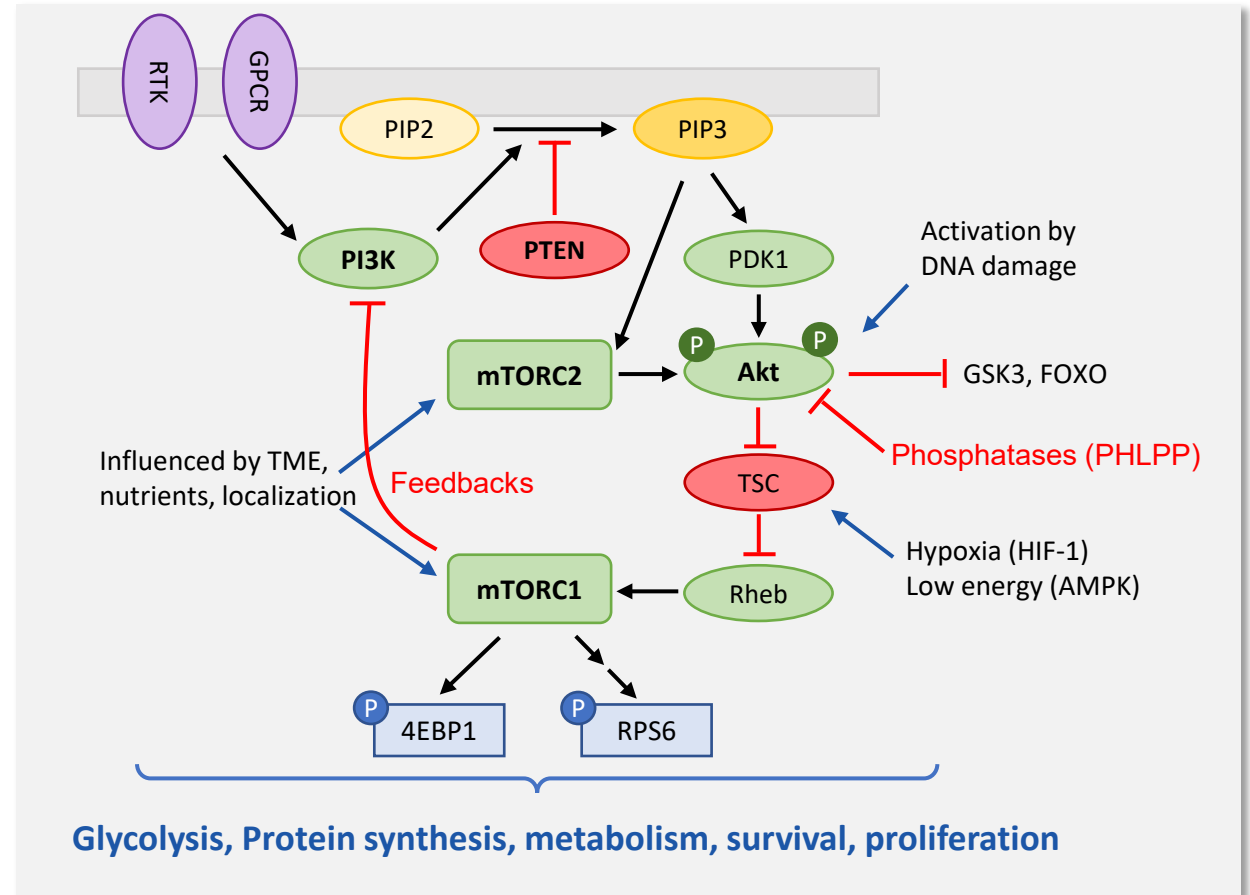 RTK
GPCR
PIP2
PIP3
PI3K
PTEN
PDK1
Activation by
DNA damage
P
P
mTORC2
Akt
GSK3, FOXO
Influenced by TME,
nutrients, localization
Feedbacks
Phosphatases (PHLPP)
TSC
Hypoxia (HIF-1)
Low energy (AMPK)
mTORC1
Rheb
P
4EBP1
P
RPS6
Glycolysis, Protein synthesis, metabolism, survival, proliferation